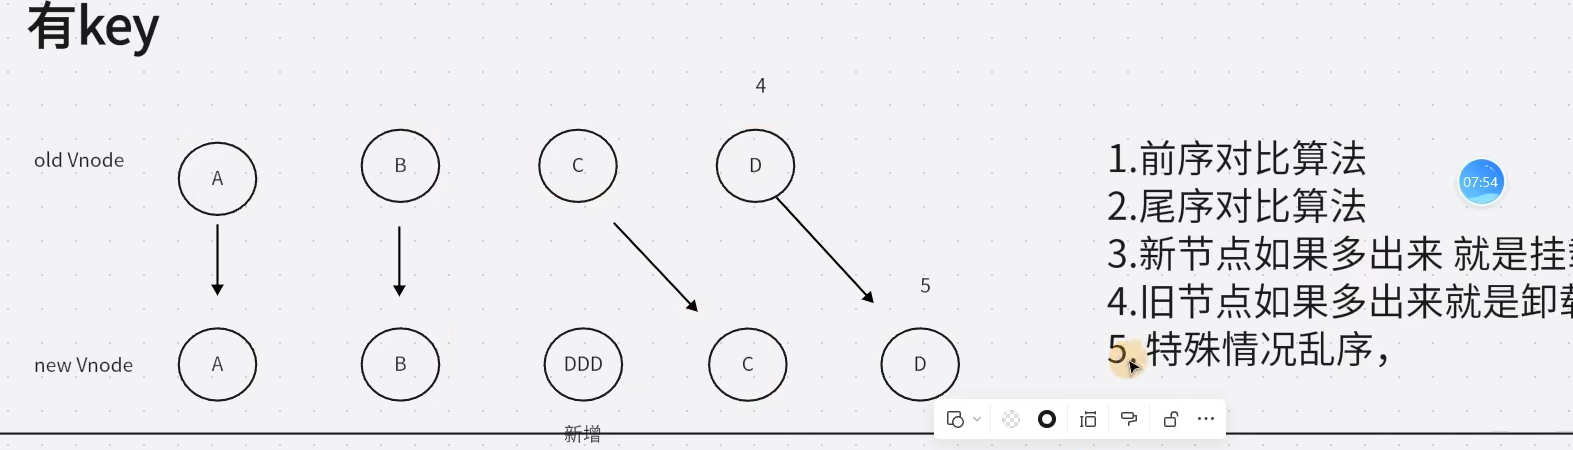 有key
4
old Vnode
A
B
C
D
5
new Vnode
A
B
DDD
C
D
新增
1.前序对比算法
2.尾序对比算法
3.新节点如果多出来 就是挂
4.旧节点如果多出来就是卸
5.特殊情况乱序，
07:54